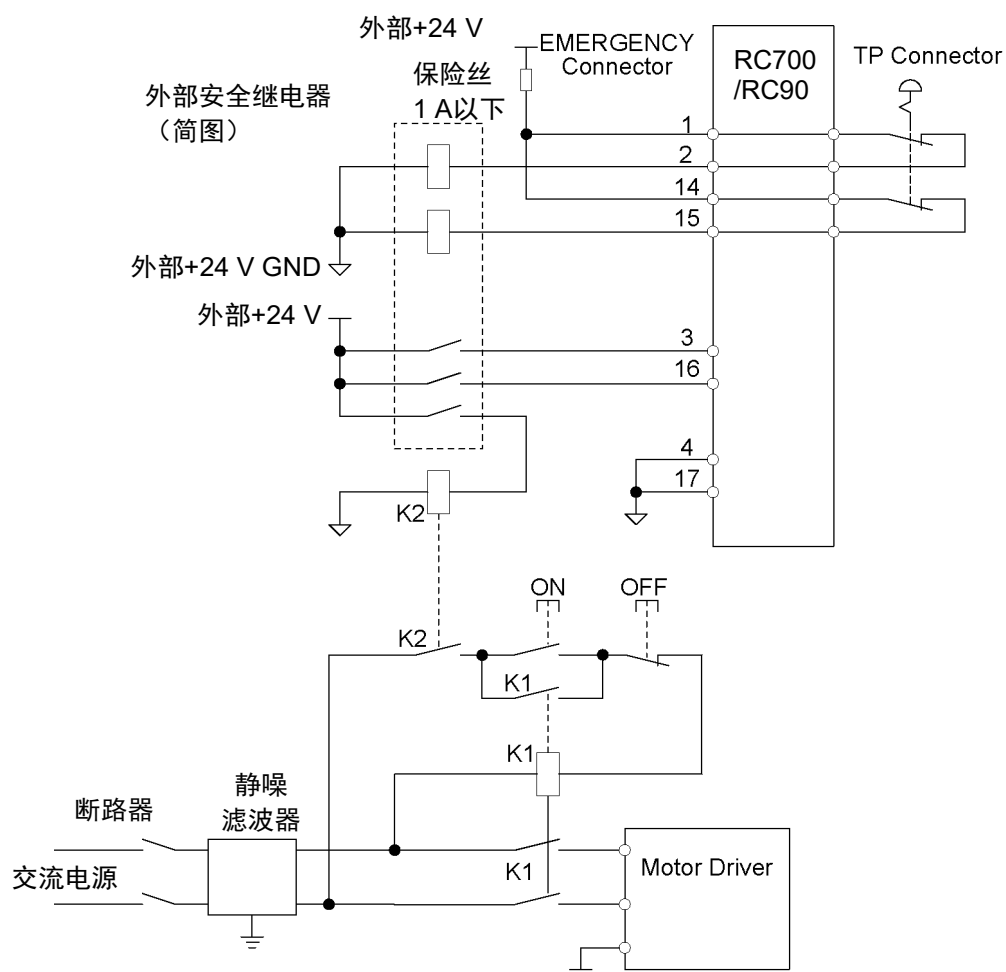 外部+24 V
EMERGENCY
Connector
RC700
/RC90
TP Connector
保险丝
1 A以下
外部安全继电器
（简图）
1
2
14
15
外部+24 V GND
外部+24 V
3
16
4
17
K2
ON
OFF
K2
K1
K1
静噪
滤波器
断路器
交流电源
K1
Motor Driver